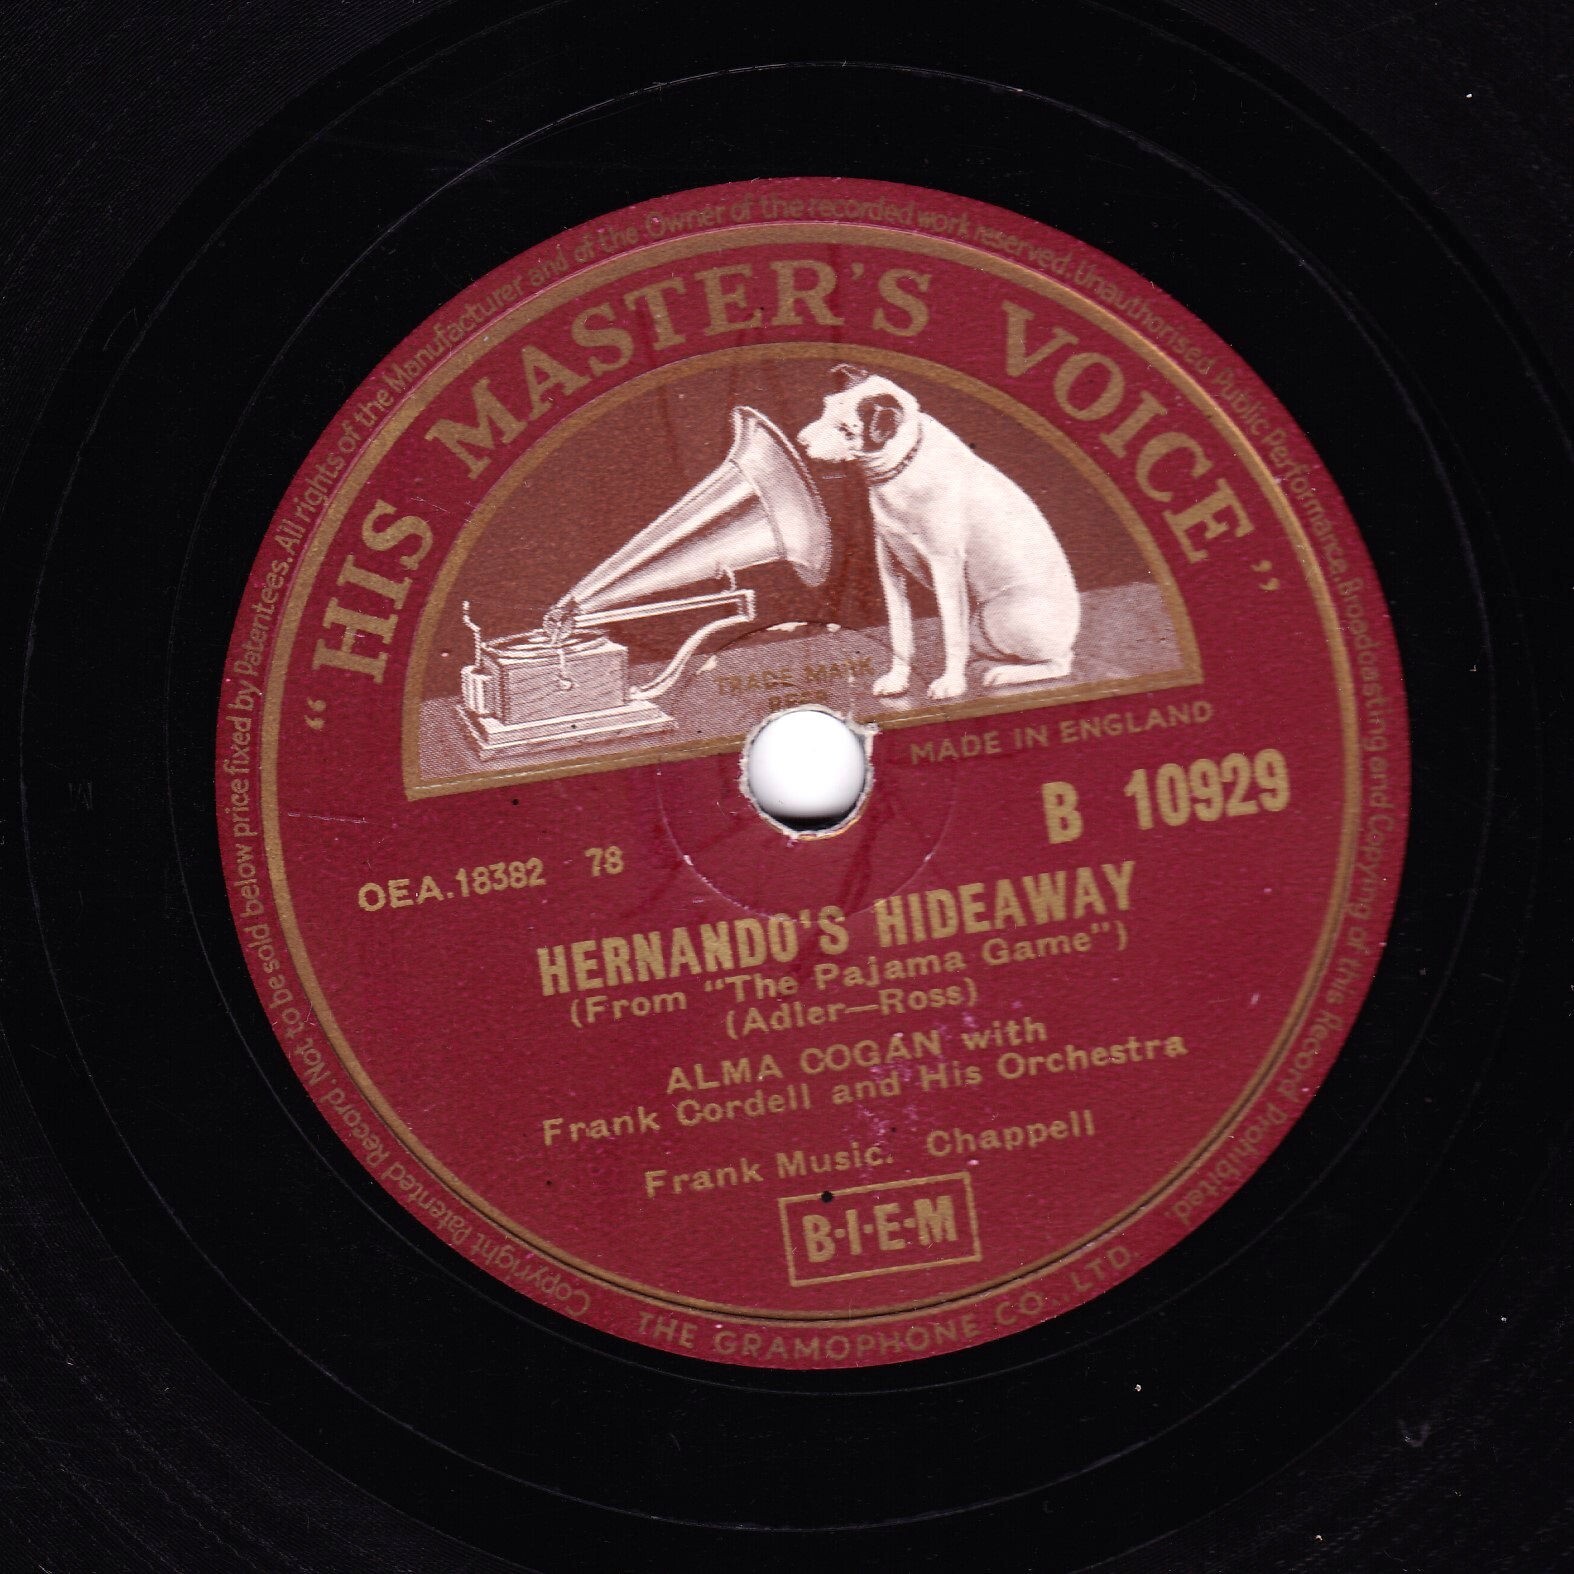 Copyright Patented Record. Not to be sold below price fixed by Patentees. All rights of the Manufacturer and of the Owner of the recorded work reserved. Unauthorised Public Performance, Broadcasting and Copying of this Record Prohibited.
"HIS MASTER'S VOICE"
TRADE MARK
MADE IN ENGLAND
B 10929
OEA.18382 78
HERNANDO'S HIDEAWAY
(From "The Pajama Game")
(Adler—Ross)
ALMA COGAN with
Frank Cordell and His Orchestra
Frank Music. Chappell
B·I·E·M
THE GRAMOPHONE CO., LTD.